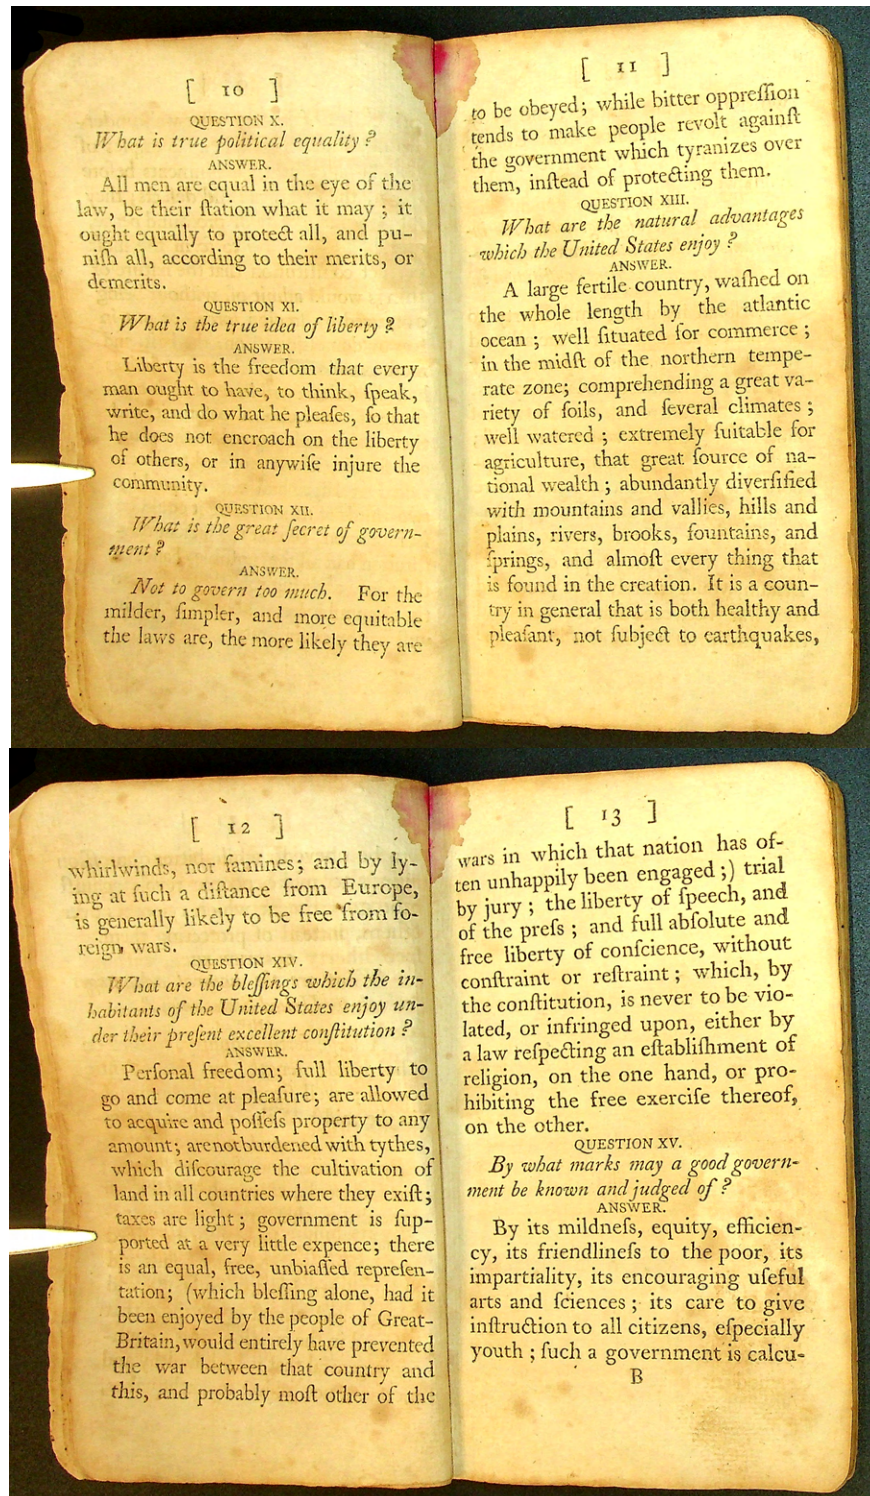 [ 10 ]
QUESTION X.
What is true political equality ?
ANSWER.
All men are equal in the eye of the
law, be their ſtation what it may ; it
ought equally to protect all, and pu-
niſh all, according to their merits, or
demerits.
QUESTION XI.
What is the true idea of liberty ?
ANSWER.
Liberty is the freedom that every
man ought to have, to think, ſpeak,
write, and do what he pleaſes, ſo that
he does not encroach on the liberty
of others, or in anywiſe injure the
community.
QUESTION XII.
What is the great ſecret of govern-
ment ?
ANSWER.
Not to govern too much. For the
milder, ſimpler, and more equitable
the laws are, the more likely they are
[ 11 ]
to be obeyed; while bitter oppreſſion
tends to make people revolt againſt
the government which tyranizes over
them, inſtead of protecting them.
QUESTION XIII.
What are the natural advantages
which the United States enjoy ?
ANSWER.
A large fertile country, waſhed on
the whole length by the atlantic
ocean ; well ſituated for commerce ;
in the midſt of the northern tempe-
rate zone; comprehending a great va-
riety of ſoils, and ſeveral climates ;
well watered ; extremely ſuitable for
agriculture, that great ſource of na-
tional wealth ; abundantly diverſified
with mountains and vallies, hills and
plains, rivers, brooks, fountains, and
ſprings, and almoſt every thing that
is found in the creation. It is a coun-
try in general that is both healthy and
pleaſant, not ſubject to earthquakes,
[ 12 ]
whirlwinds, nor famines; and by ly-
ing at ſuch a diſtance from Europe,
is generally likely to be free from fo-
reign wars.
QUESTION XIV.
What are the bleſſings which the in-
habitants of the United States enjoy un-
der their preſent excellent conſtitution ?
ANSWER.
Perſonal freedom; full liberty to
go and come at pleaſure; are allowed
to acquire and poſſeſs property to any
amount; are not burdened with tythes,
which diſcourage the cultivation of
land in all countries where they exiſt;
taxes are light ; government is ſup-
ported at a very little expence; there
is an equal, free, unbiaſſed repreſen-
tation; (which bleſſing alone, had it
been enjoyed by the people of Great-
Britain, would entirely have prevented
the war between that country and
this, and probably moſt other of the
[ 13 ]
wars in which that nation has of-
ten unhappily been engaged ;) trial
by jury ; the liberty of ſpeech, and
of the preſs ; and full abſolute and
free liberty of conſcience, without
conſtraint or reſtraint ; which, by
the conſtitution, is never to be vio-
lated, or infringed upon, either by
a law reſpecting an eſtabliſhment of
religion, on the one hand, or pro-
hibiting the free exerciſe thereof,
on the other.
QUESTION XV.
By what marks may a good govern-
ment be known and judged of ?
ANSWER.
By its mildneſs, equity, efficien-
cy, its friendlineſs to the poor, its
impartiality, its encouraging uſeful
arts and ſciences ; its care to give
inſtruction to all citizens, eſpecially
youth ; ſuch a government is calcu-
B